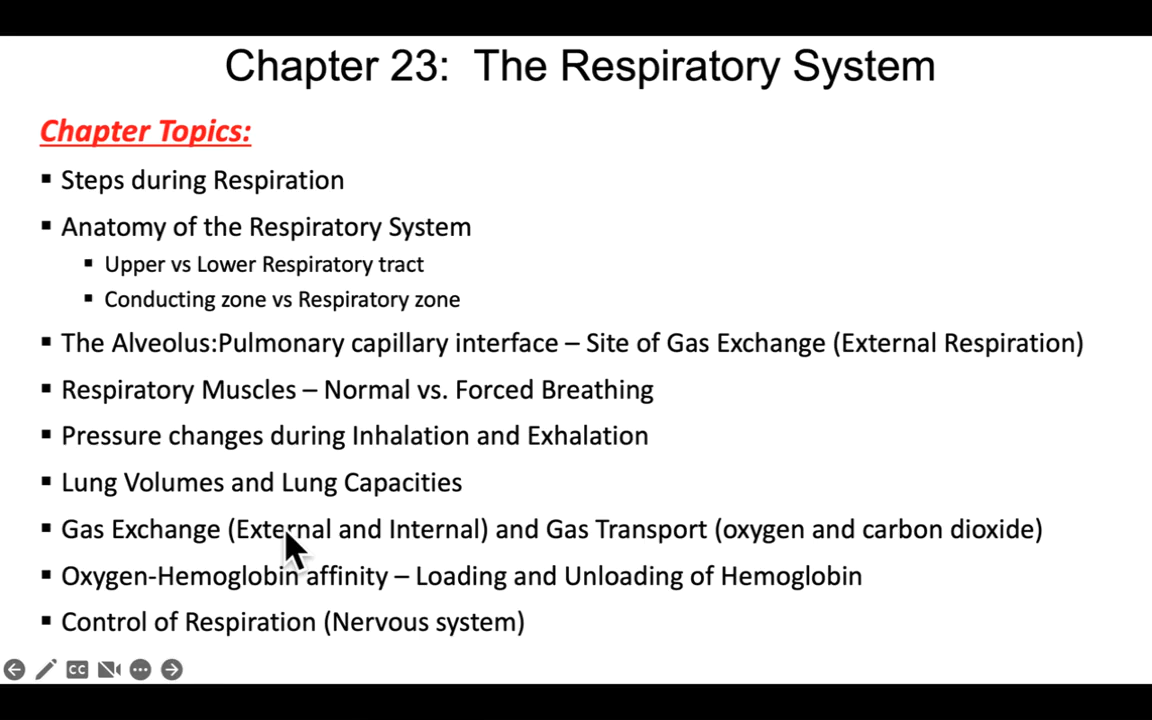 Chapter 23:  The Respiratory System
Chapter Topics:
▪ Steps during Respiration
▪ Anatomy of the Respiratory System
▪ Upper vs Lower Respiratory tract
▪ Conducting zone vs Respiratory zone
▪ The Alveolus:Pulmonary capillary interface – Site of Gas Exchange (External Respiration)
▪ Respiratory Muscles – Normal vs. Forced Breathing
▪ Pressure changes during Inhalation and Exhalation
▪ Lung Volumes and Lung Capacities
▪ Gas Exchange (External and Internal) and Gas Transport (oxygen and carbon dioxide)
▪ Oxygen-Hemoglobin affinity – Loading and Unloading of Hemoglobin
▪ Control of Respiration (Nervous system)
CC